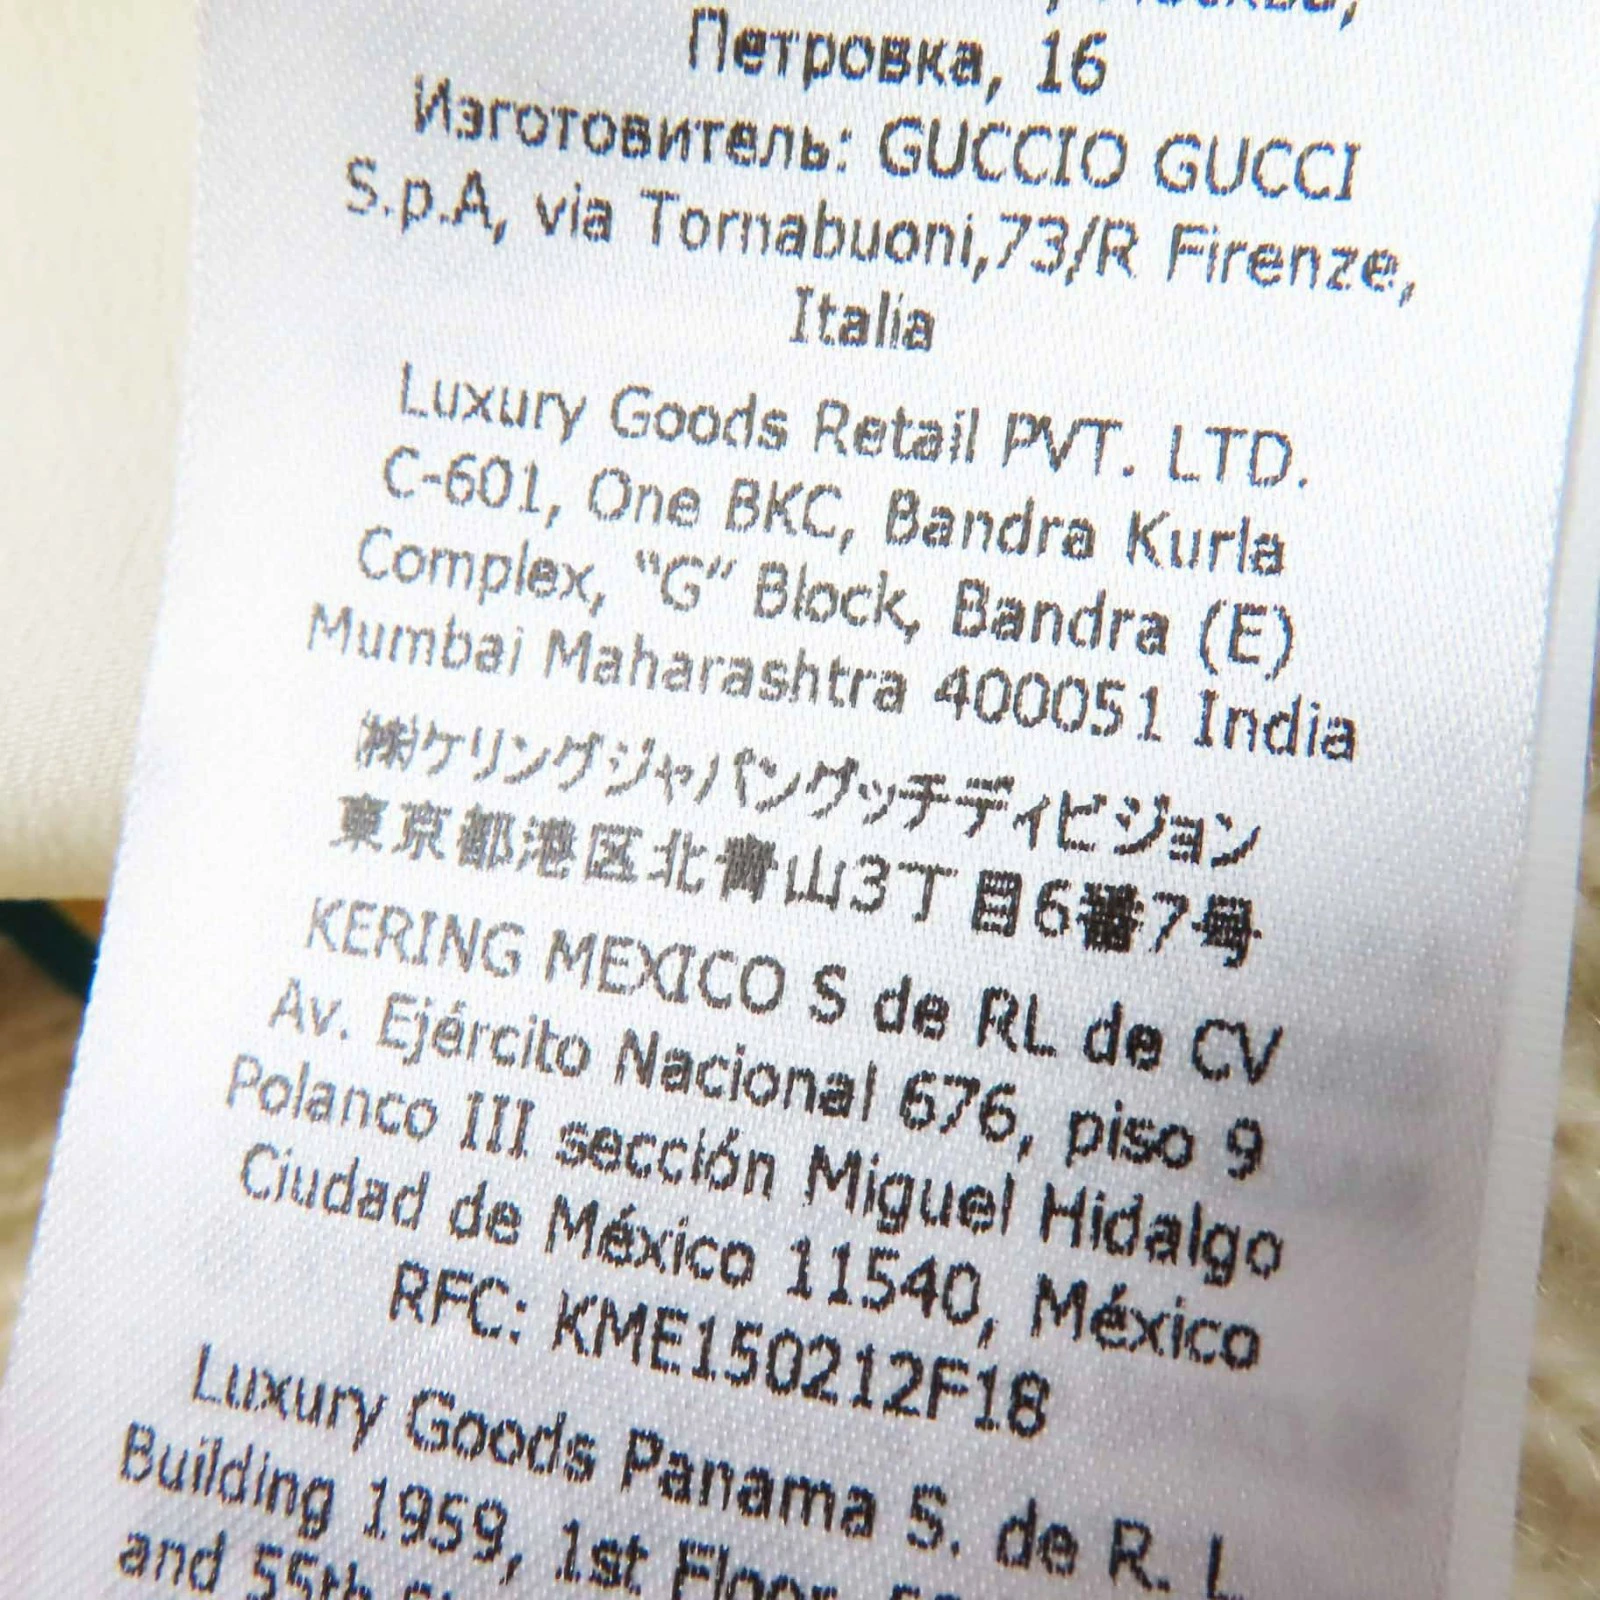 Петровка, 16
Изготовитель: GUCCIO GUCCI
S.p.A, via Tornabuoni,73/R Firenze,
Italia
Luxury Goods Retail PVT. LTD.
C-601, One BKC, Bandra Kurla
Complex, "G" Block, Bandra (E)
Mumbai Maharashtra 400051 India
㈱ケリングジャパングッチディビジョン
東京都港区北青山3丁目6番7号
KERING MEXICO S de RL de CV
Av. Ejército Nacional 676, piso 9
Polanco III sección Miguel Hidalgo
Ciudad de México 11540, México
RFC: KME150212F18
Luxury Goods Panama S. de R. L
Building 1959, 1st Floor,
and 55th